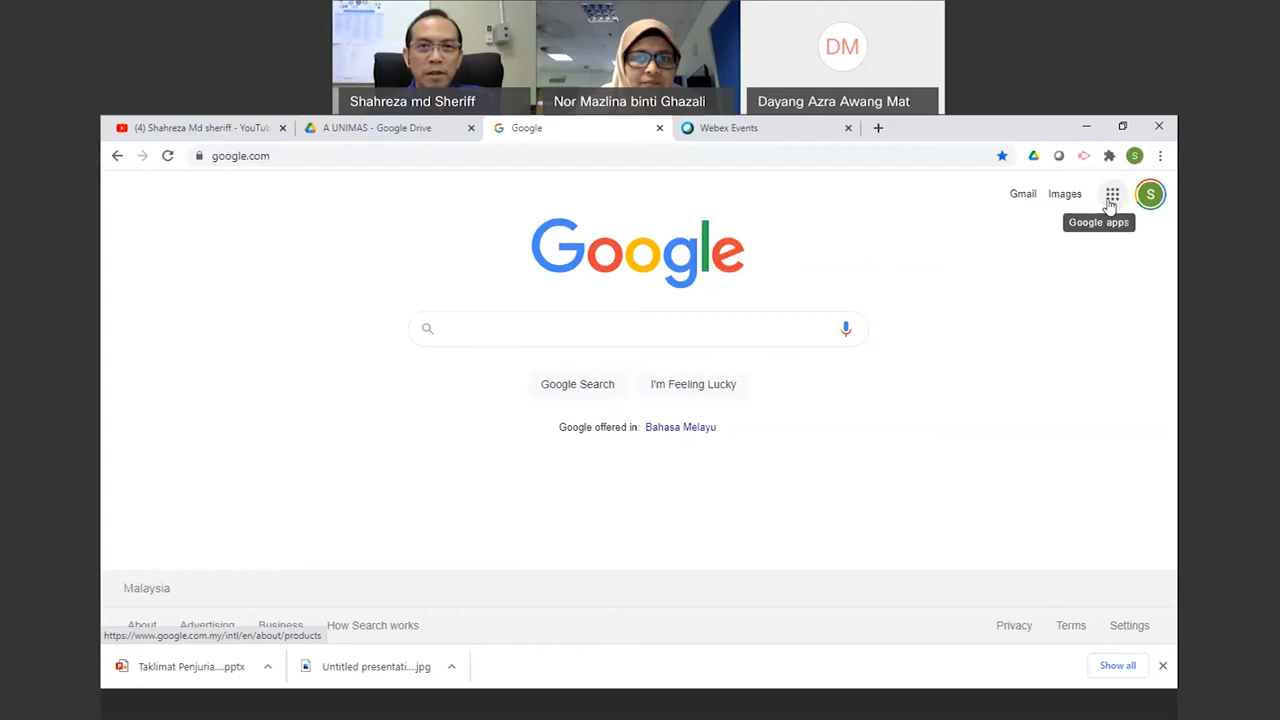 DM
Shahreza md Sheriff
Nor Mazlina binti Ghazali
Dayang Azra Awang Mat
(4) Shahreza Md sheriff - YouTub
A UNIMAS - Google Drive
Google
Webex Events
google.com
S
Gmail
Images
S
Google apps
Google
Google Search
I'm Feeling Lucky
Google offered in: Bahasa Melayu
Malaysia
About
Advertising
Business
How Search works
Privacy
Terms
Settings
https://www.google.com.my/intl/en/about/products
Taklimat Penjuria....pptx
Untitled presentati....jpg
Show all